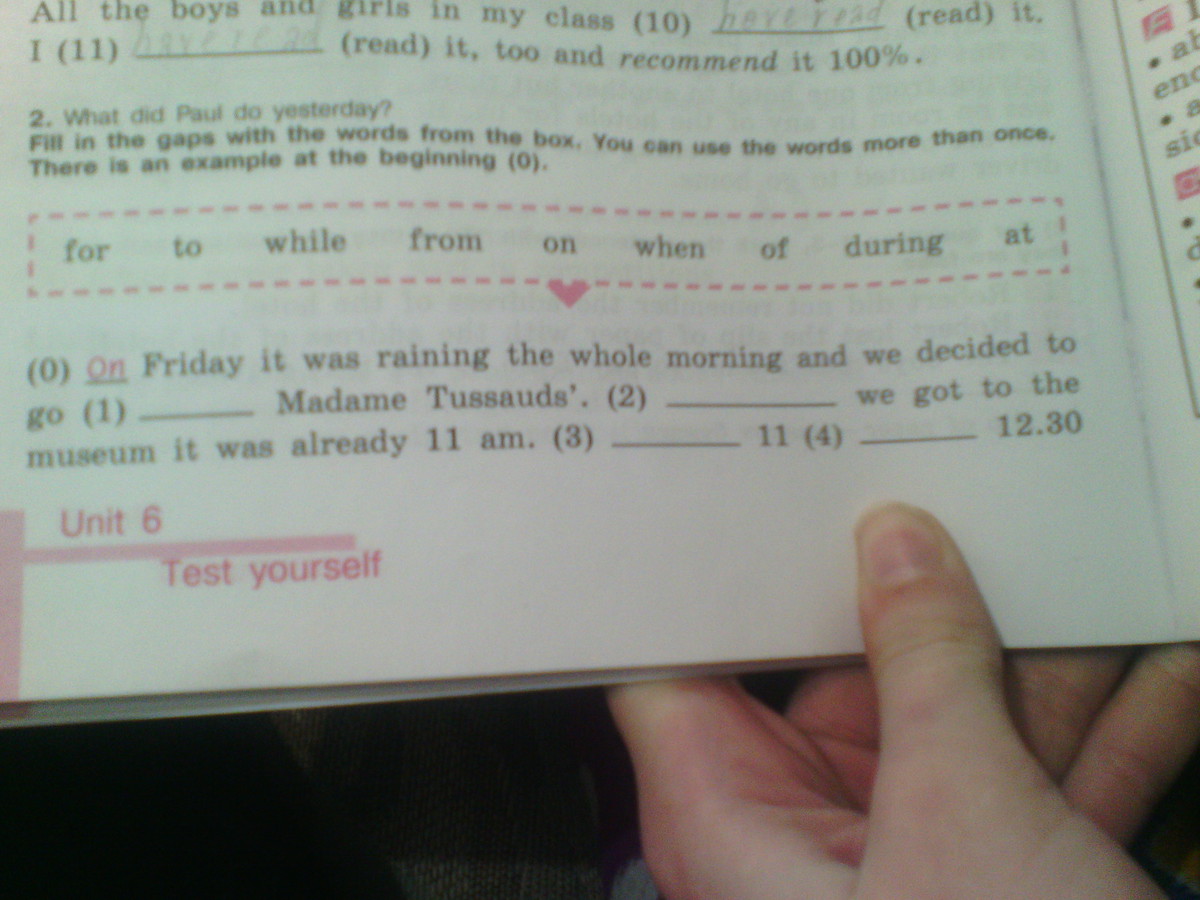 All the boys and girls in my class (10) have read (read) it.
I (11) have read (read) it, too and recommend it 100%.
2. What did Paul do yesterday?
Fill in the gaps with the words from the box. You can use the words more than once.
There is an example at the beginning (0).
for to while from on when of during at
(0) On Friday it was raining the whole morning and we decided to
go (1) ________ Madame Tussauds'. (2) ________ we got to the
museum it was already 11 am. (3) ________ 11 (4) ________ 12.30
Unit 6
Test yourself